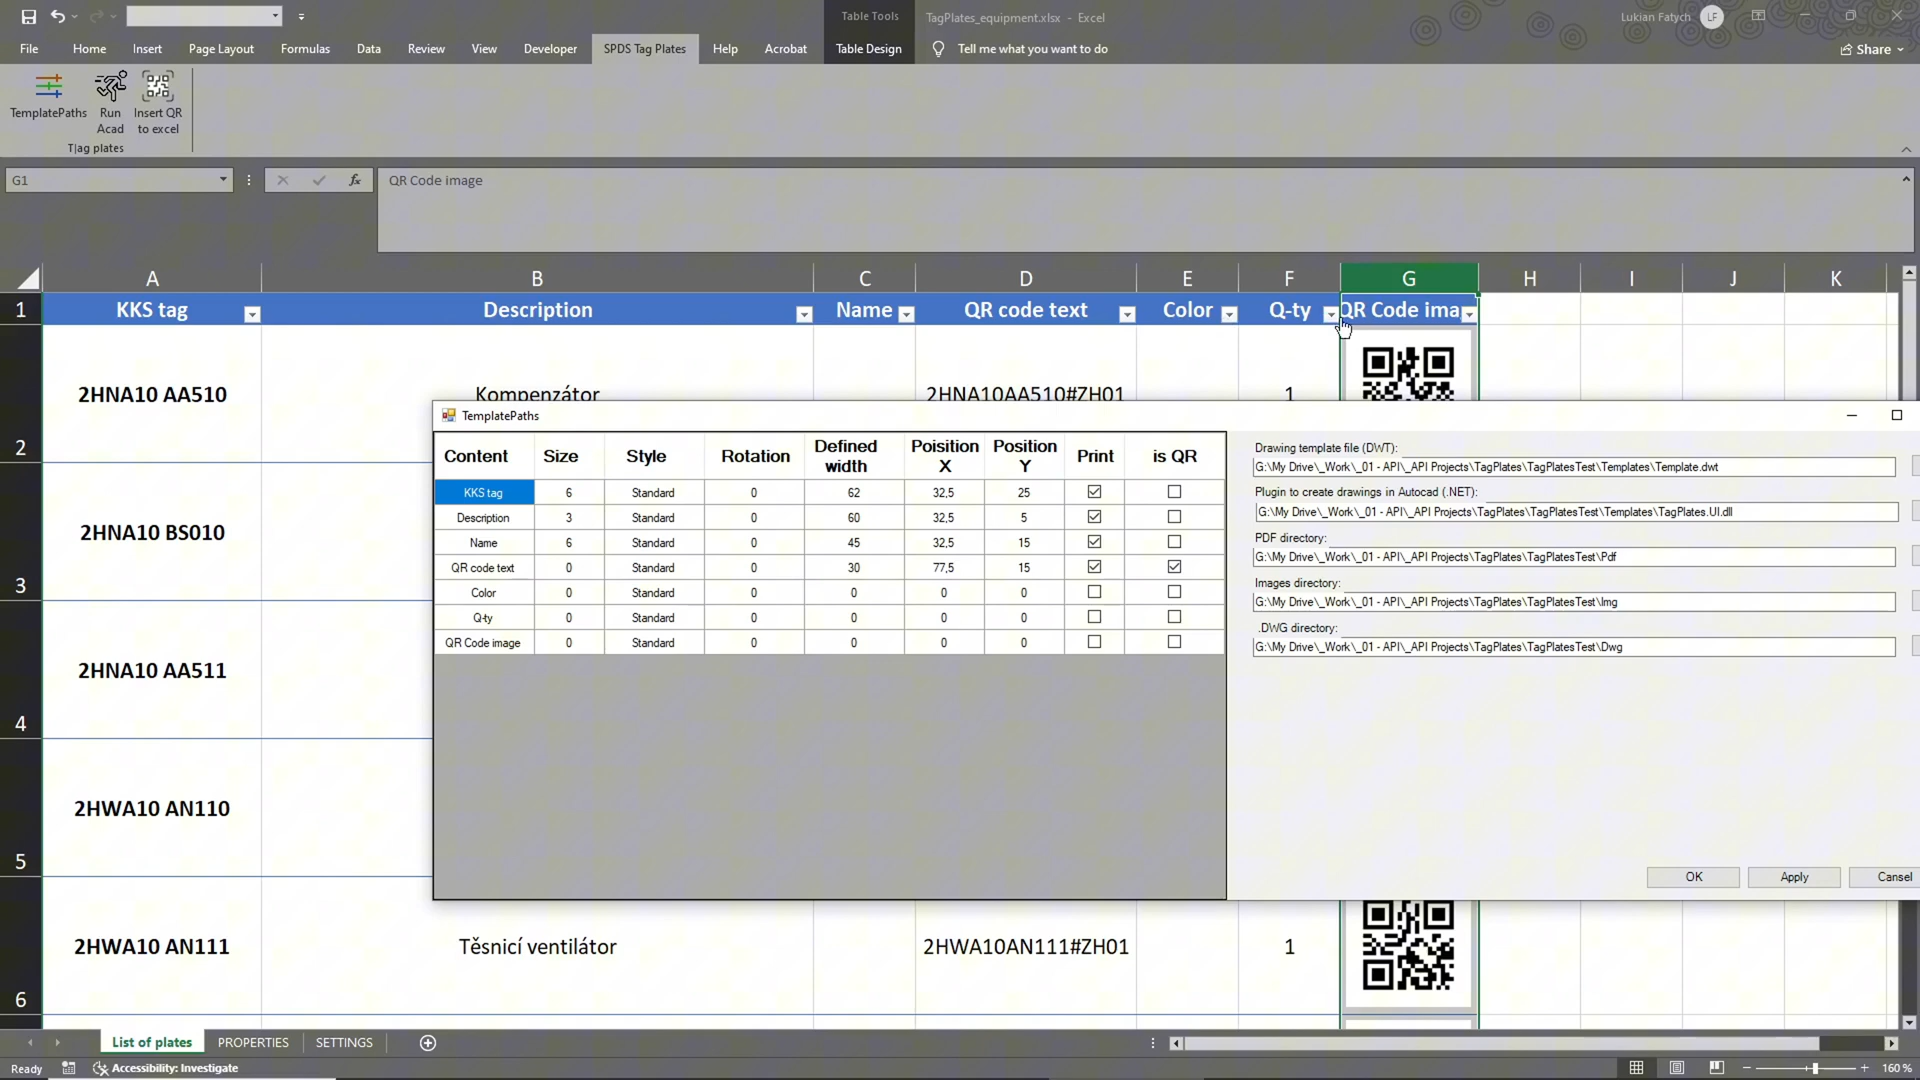 Table Tools
TagPlates_equipment.xlsx - Excel
Lukian Fatych
LF
File
Home
Insert
Page Layout
Formulas
Data
Review
View
Developer
SPDS Tag Plates
Help
Acrobat
Table Design
Tell me what you want to do
Share
TemplatePaths
Run Acad
Insert QR to excel
T|ag plates
G1
fx
QR Code image
A B C D E F G H I J K
1 KKS tag Description Name QR code text Color Q-ty QR Code ima
2 2HNA10 AA510 Kompenzátor 2HNA10AA510#ZH01 1
3 2HNA10 BS010
4 2HNA10 AA511
5 2HWA10 AN110
6 2HWA10 AN111 Těsnicí ventilátor 2HWA10AN111#ZH01 1
TemplatePaths
Content Size Style Rotation Defined width Poisition X Position Y Print is QR
KKS tag 6 Standard 0 62 32,5 25
Description 3 Standard 0 60 32,5 5
Name 6 Standard 0 45 32,5 15
QR code text 0 Standard 0 30 77,5 15
Color 0 Standard 0 0 0 0
Q-ty 0 Standard 0 0 0 0
QR Code image 0 Standard 0 0 0 0
Drawing template file (DWT):
G:\My Drive\_Work\_01 - API\_API Projects\TagPlates\TagPlatesTest\Templates\Template.dwt
Plugin to create drawings in Autocad (.NET):
G:\My Drive\_Work\_01 - API\_API Projects\TagPlates\TagPlatesTest\Templates\TagPlates.UI.dll
PDF directory:
G:\My Drive\_Work\_01 - API\_API Projects\TagPlates\TagPlatesTest\Pdf
Images directory:
G:\My Drive\_Work\_01 - API\_API Projects\TagPlates\TagPlatesTest\Img
.DWG directory:
G:\My Drive\_Work\_01 - API\_API Projects\TagPlates\TagPlatesTest\Dwg
OK
Apply
Cansel
List of plates
PROPERTIES
SETTINGS
Ready
Accessibility: Investigate
160 %